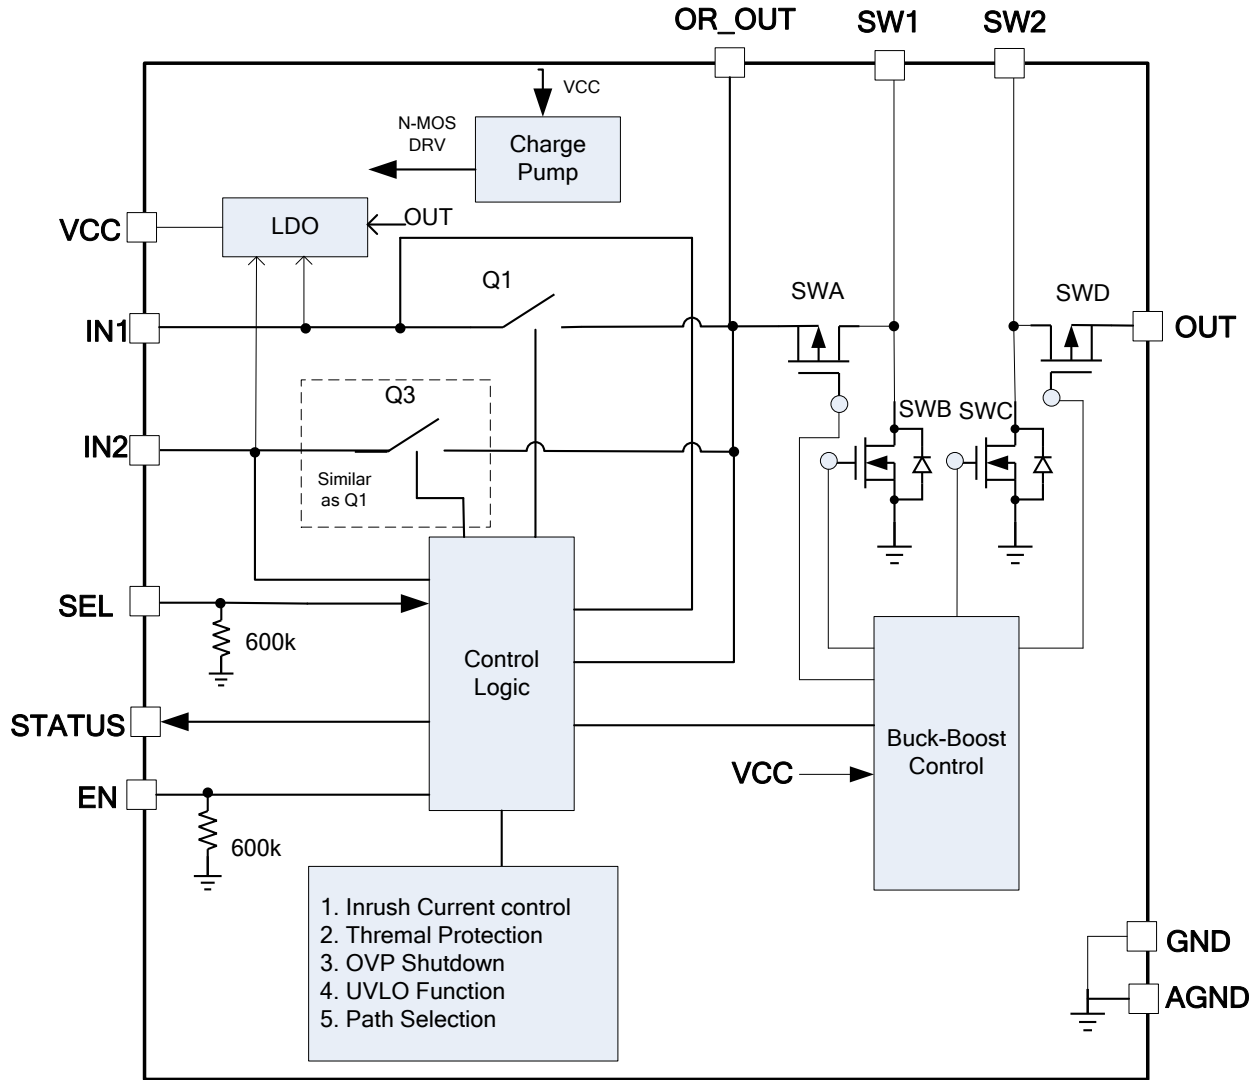 OR_OUT
SW1
SW2
VCC
N-MOS
DRV
Charge
Pump
VCC
LDO
OUT
Q1
SWA
SWD
IN1
OUT
Q3
SWB
SWC
IN2
Similar
as Q1
SEL
600k
Control
Logic
STATUS
Buck-Boost
Control
VCC
EN
600k
1. Inrush Current control
2. Thremal Protection
3. OVP Shutdown
4. UVLO Function
5. Path Selection
GND
AGND